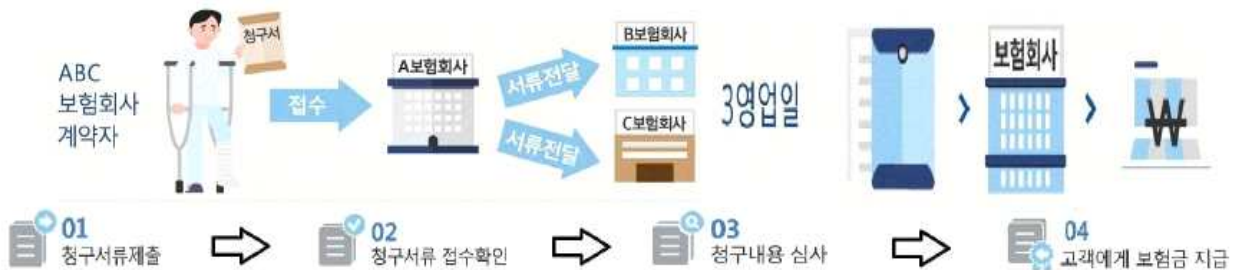 청구서
ABC
보험회사
계약자
접수
A보험회사
서류전달
서류전달
B보험회사
C보험회사
3영업일
보험회사
₩
01
청구서류제출
02
청구서류 접수확인
03
청구내용 심사
04
고객에게 보험금 지급